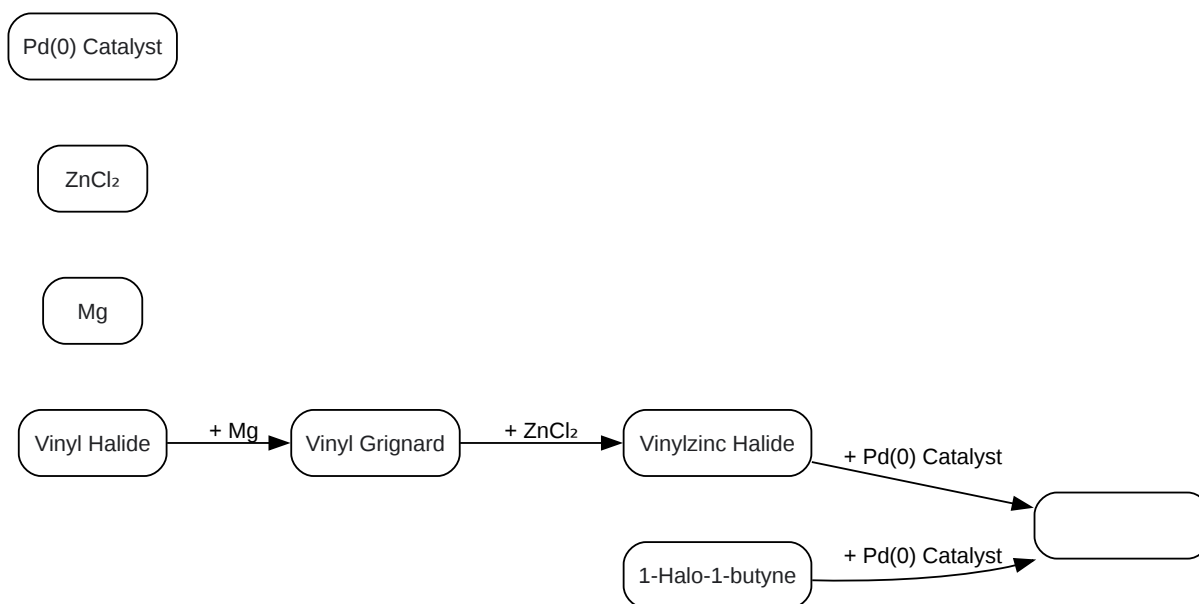 Pd(0) Catalyst
ZnCl₂
Mg
Vinyl Halide
+ Mg
Vinyl Grignard
+ ZnCl₂
Vinylzinc Halide
+ Pd(0) Catalyst
1-Halo-1-butyne
+ Pd(0) Catalyst